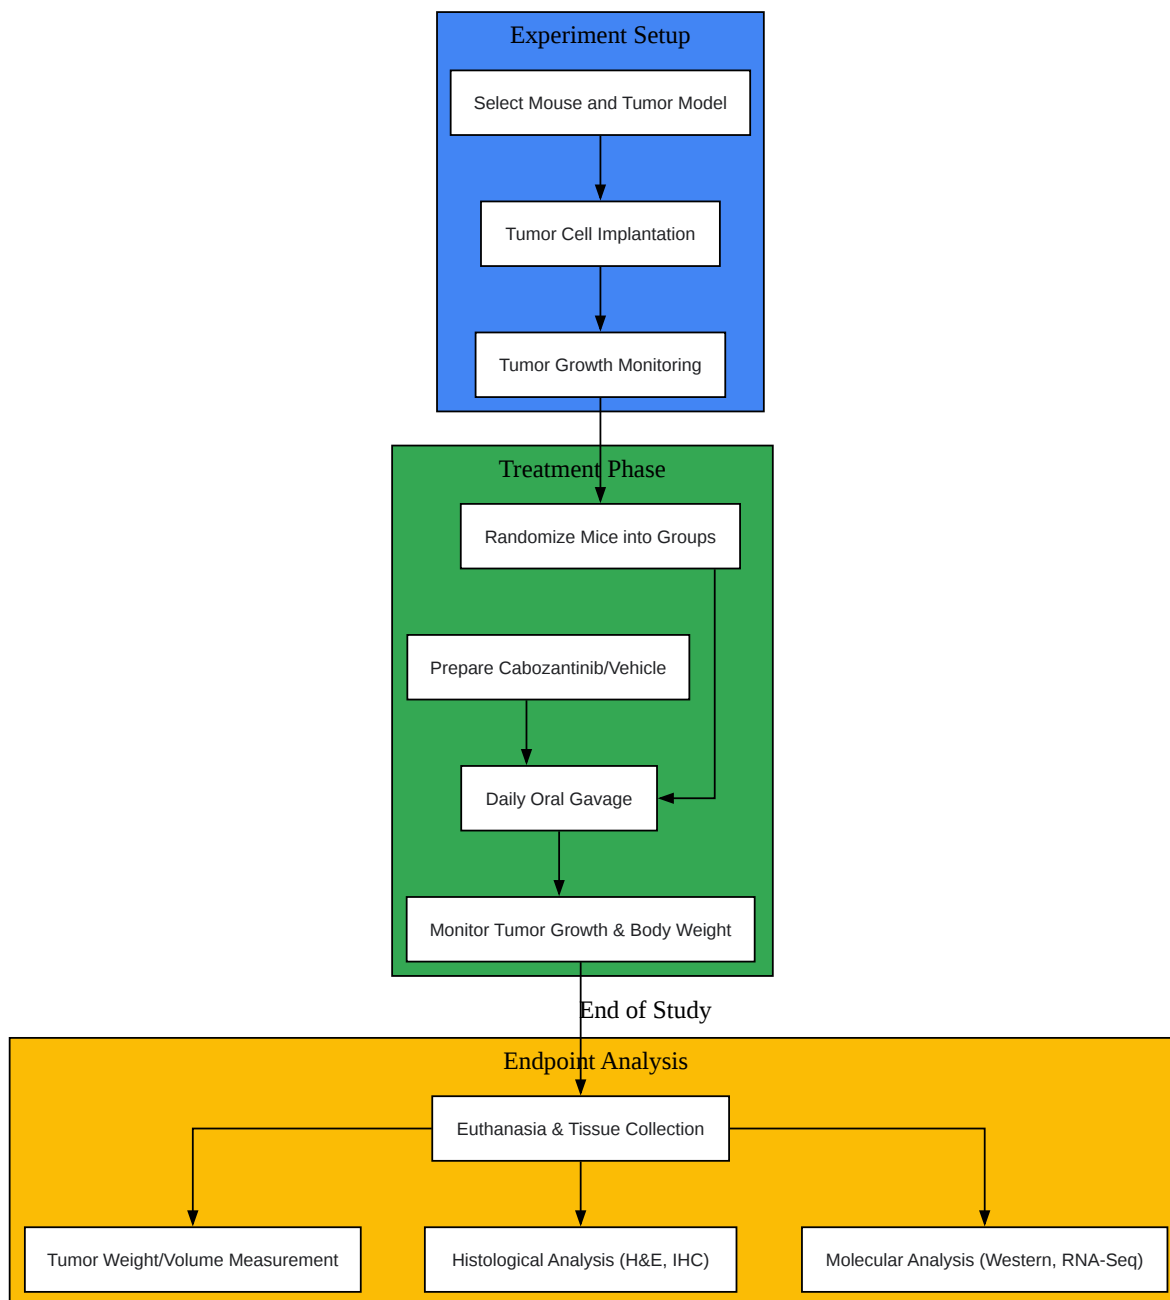 Experiment Setup
Select Mouse and Tumor Model
Tumor Cell Implantation
Tumor Growth Monitoring
Treatment Phase
Randomize Mice into Groups
Prepare Cabozantinib/Vehicle
Daily Oral Gavage
Monitor Tumor Growth & Body Weight
End of Study
Endpoint Analysis
Euthanasia & Tissue Collection
Tumor Weight/Volume Measurement
Histological Analysis (H&E, IHC)
Molecular Analysis (Western, RNA-Seq)